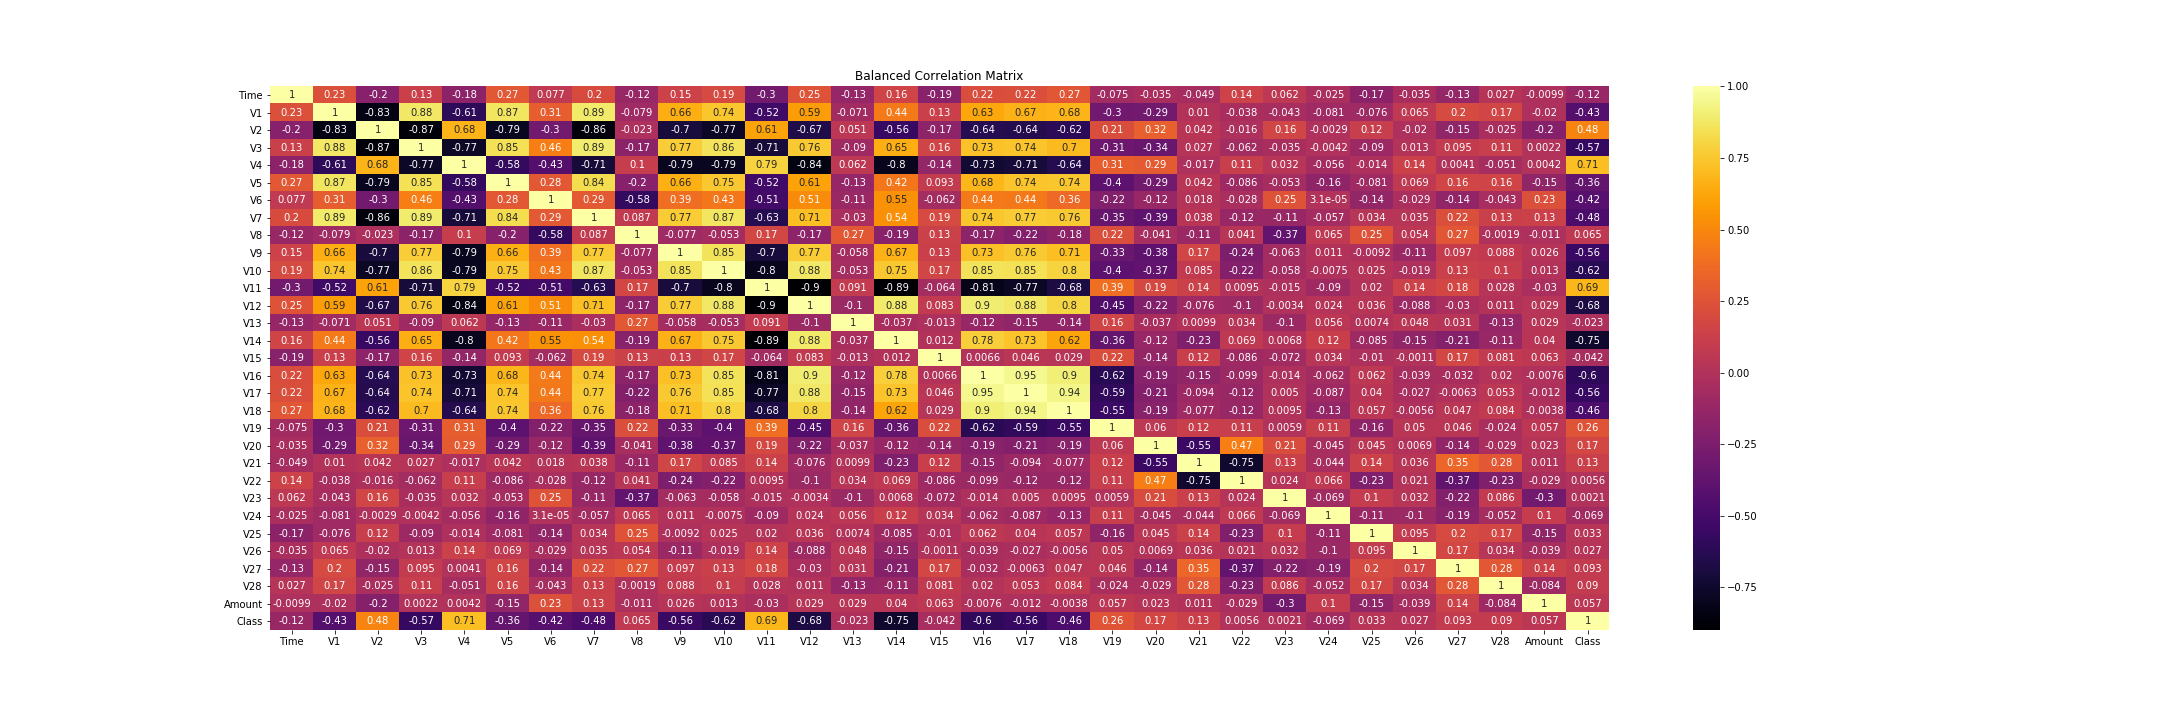 Balanced Correlation Matrix
Time 1 0.23 -0.2 0.13 -0.18 0.27 0.077 0.2 -0.12 0.15 0.19 -0.3 0.25 -0.13 0.16 -0.19 0.22 0.22 0.27 -0.075 -0.035 -0.049 0.14 0.062 -0.025 -0.17 -0.035 -0.13 0.027 -0.0099 -0.12 1.00
V1 0.23 1 -0.83 0.88 -0.61 0.87 0.31 0.89 -0.079 0.66 0.74 -0.52 0.59 -0.071 0.44 0.13 0.63 0.67 0.68 -0.3 -0.29 0.01 -0.038 -0.043 -0.081 -0.076 0.065 0.2 0.17 -0.02 -0.43
V2 -0.2 -0.83 1 -0.87 0.68 -0.79 -0.3 -0.86 -0.023 -0.7 -0.77 0.61 -0.67 0.051 -0.56 -0.17 -0.64 -0.64 -0.62 0.21 0.32 0.042 -0.016 0.16 -0.0029 0.12 -0.02 -0.15 -0.025 -0.2 0.48
V3 0.13 0.88 -0.87 1 -0.77 0.85 0.46 0.89 -0.17 0.77 0.86 -0.71 0.76 -0.09 0.65 0.16 0.73 0.74 0.7 -0.31 -0.34 0.027 -0.062 -0.035 -0.0042 -0.09 0.013 0.095 0.11 0.0022 -0.57
V4 -0.18 -0.61 0.68 -0.77 1 -0.58 -0.43 -0.71 0.1 -0.79 -0.79 0.79 -0.84 0.062 -0.8 -0.14 -0.73 -0.71 -0.64 0.31 0.29 -0.017 0.11 0.032 -0.056 -0.014 0.14 0.0041 -0.051 0.0042 0.71 0.75
V5 0.27 0.87 -0.79 0.85 -0.58 1 0.28 0.84 -0.2 0.66 0.75 -0.52 0.61 -0.13 0.42 0.093 0.68 0.74 0.74 -0.4 -0.29 0.042 -0.086 -0.053 -0.16 -0.081 0.069 0.16 0.16 -0.15 -0.36
V6 0.077 0.31 -0.3 0.46 -0.43 0.28 1 0.29 -0.58 0.39 0.43 -0.51 0.51 -0.11 0.55 -0.062 0.44 0.44 0.36 -0.22 -0.12 0.018 -0.028 0.25 3.1e-05 -0.14 -0.029 -0.14 -0.043 0.23 -0.42
V7 0.2 0.89 -0.86 0.89 -0.71 0.84 0.29 1 0.087 0.77 0.87 -0.63 0.71 -0.03 0.54 0.19 0.74 0.77 0.76 -0.35 -0.39 0.038 -0.12 -0.11 -0.057 0.034 0.035 0.22 0.13 0.13 -0.48 0.50
V8 -0.12 -0.079 -0.023 -0.17 0.1 -0.2 -0.58 0.087 1 -0.077 -0.053 0.17 -0.17 0.27 -0.19 0.13 -0.17 -0.22 -0.18 0.22 -0.041 -0.11 0.041 -0.37 0.065 0.25 0.054 0.27 -0.0019 -0.011 0.065
V9 0.15 0.66 -0.7 0.77 -0.79 0.66 0.39 0.77 -0.077 1 0.85 -0.7 0.77 -0.058 0.67 0.13 0.73 0.76 0.71 -0.33 -0.38 0.17 -0.24 -0.063 0.011 -0.0092 -0.11 0.097 0.088 0.026 -0.56
V10 0.19 0.74 -0.77 0.86 -0.79 0.75 0.43 0.87 -0.053 0.85 1 -0.8 0.88 -0.053 0.75 0.17 0.85 0.85 0.8 -0.4 -0.37 0.085 -0.22 -0.058 -0.0075 0.025 -0.019 0.13 0.1 0.013 -0.62
V11 -0.3 -0.52 0.61 -0.71 0.79 -0.52 -0.51 -0.63 0.17 -0.7 -0.8 1 -0.9 0.091 -0.89 -0.064 -0.81 -0.77 -0.68 0.39 0.19 0.14 0.0095 -0.015 -0.09 0.02 0.14 0.18 0.028 -0.03 0.69
V12 0.25 0.59 -0.67 0.76 -0.84 0.61 0.51 0.71 -0.17 0.77 0.88 -0.9 1 -0.1 0.88 0.083 0.9 0.88 0.8 -0.45 -0.22 -0.076 -0.1 -0.0034 0.024 0.036 -0.088 -0.03 0.011 0.029 -0.68 0.25
V13 -0.13 -0.071 0.051 -0.09 0.062 -0.13 -0.11 -0.03 0.27 -0.058 -0.053 0.091 -0.1 1 -0.037 -0.013 -0.12 -0.15 -0.14 0.16 -0.037 0.0099 0.034 -0.1 0.056 0.0074 0.048 0.031 -0.13 0.029 -0.023
V14 0.16 0.44 -0.56 0.65 -0.8 0.42 0.55 0.54 -0.19 0.67 0.75 -0.89 0.88 -0.037 1 0.012 0.78 0.73 0.62 -0.36 -0.12 -0.23 0.069 0.0068 0.12 -0.085 -0.15 -0.21 -0.11 0.04 -0.75
V15 -0.19 0.13 -0.17 0.16 -0.14 0.093 -0.062 0.19 0.13 0.13 0.17 -0.064 0.083 -0.013 0.012 1 0.0066 0.046 0.029 0.22 -0.14 0.12 -0.086 -0.072 0.034 -0.01 -0.0011 0.17 0.081 0.063 -0.042
V16 0.22 0.63 -0.64 0.73 -0.73 0.68 0.44 0.74 -0.17 0.73 0.85 -0.81 0.9 -0.12 0.78 0.0066 1 0.95 0.9 -0.62 -0.19 -0.15 -0.099 -0.014 -0.062 0.062 -0.039 -0.032 0.02 -0.0076 -0.6 0.00
V17 0.22 0.67 -0.64 0.74 -0.71 0.74 0.44 0.77 -0.22 0.76 0.85 -0.77 0.88 -0.15 0.73 0.046 0.95 1 0.94 -0.59 -0.21 -0.094 -0.12 0.005 -0.087 0.04 -0.027 -0.0063 0.053 -0.012 -0.56
V18 0.27 0.68 -0.62 0.7 -0.64 0.74 0.36 0.76 -0.18 0.71 0.8 -0.68 0.8 -0.14 0.62 0.029 0.9 0.94 1 -0.55 -0.19 -0.077 -0.12 0.0095 -0.13 0.057 -0.0056 0.047 0.084 -0.0038 -0.46
V19 -0.075 -0.3 0.21 -0.31 0.31 -0.4 -0.22 -0.35 0.22 -0.33 -0.4 0.39 -0.45 0.16 -0.36 0.22 -0.62 -0.59 -0.55 1 0.06 0.12 0.11 0.0059 0.11 -0.16 0.05 0.046 -0.024 0.057 0.26
V20 -0.035 -0.29 0.32 -0.34 0.29 -0.29 -0.12 -0.39 -0.041 -0.38 -0.37 0.19 -0.22 -0.037 -0.12 -0.14 -0.19 -0.21 -0.19 0.06 1 -0.55 0.47 0.21 -0.045 0.045 0.0069 -0.14 -0.029 0.023 0.17 −0.25
V21 -0.049 0.01 0.042 0.027 -0.017 0.042 0.018 0.038 -0.11 0.17 0.085 0.14 -0.076 0.0099 -0.23 0.12 -0.15 -0.094 -0.077 0.12 -0.55 1 -0.75 0.13 -0.044 0.14 0.036 0.35 0.28 0.011 0.13
V22 0.14 -0.038 -0.016 -0.062 0.11 -0.086 -0.028 -0.12 0.041 -0.24 -0.22 0.0095 -0.1 0.034 0.069 -0.086 -0.099 -0.12 -0.12 0.11 0.47 -0.75 1 0.024 0.066 -0.23 0.021 -0.37 -0.23 -0.029 0.0056
V23 0.062 -0.043 0.16 -0.035 0.032 -0.053 0.25 -0.11 -0.37 -0.063 -0.058 -0.015 -0.0034 -0.1 0.0068 -0.072 -0.014 0.005 0.0095 0.0059 0.21 0.13 0.024 1 -0.069 0.1 0.032 -0.22 0.086 -0.3 0.0021
V24 -0.025 -0.081 -0.0029 -0.0042 -0.056 -0.16 3.1e-05 -0.057 0.065 0.011 -0.0075 -0.09 0.024 0.056 0.12 0.034 -0.062 -0.087 -0.13 0.11 -0.045 -0.044 0.066 -0.069 1 -0.11 -0.1 -0.19 -0.052 0.1 -0.069 −0.50
V25 -0.17 -0.076 0.12 -0.09 -0.014 -0.081 -0.14 0.034 0.25 -0.0092 0.025 0.02 0.036 0.0074 -0.085 -0.01 0.062 0.04 0.057 -0.16 0.045 0.14 -0.23 0.1 -0.11 1 0.095 0.2 0.17 -0.15 0.033
V26 -0.035 0.065 -0.02 0.013 0.14 0.069 -0.029 0.035 0.054 -0.11 -0.019 0.14 -0.088 0.048 -0.15 -0.0011 -0.039 -0.027 -0.0056 0.05 0.0069 0.036 0.021 0.032 -0.1 0.095 1 0.17 0.034 -0.039 0.027
V27 -0.13 0.2 -0.15 0.095 0.0041 0.16 -0.14 0.22 0.27 0.097 0.13 0.18 -0.03 0.031 -0.21 0.17 -0.032 -0.0063 0.047 0.046 -0.14 0.35 -0.37 -0.22 -0.19 0.2 0.17 1 0.28 0.14 0.093
V28 0.027 0.17 -0.025 0.11 -0.051 0.16 -0.043 0.13 -0.0019 0.088 0.1 0.028 0.011 -0.13 -0.11 0.081 0.02 0.053 0.084 -0.024 -0.029 0.28 -0.23 0.086 -0.052 0.17 0.034 0.28 1 -0.084 0.09 −0.75
Amount -0.0099 -0.02 -0.2 0.0022 0.0042 -0.15 0.23 0.13 -0.011 0.026 0.013 -0.03 0.029 0.029 0.04 0.063 -0.0076 -0.012 -0.0038 0.057 0.023 0.011 -0.029 -0.3 0.1 -0.15 -0.039 0.14 -0.084 1 0.057
Class -0.12 -0.43 0.48 -0.57 0.71 -0.36 -0.42 -0.48 0.065 -0.56 -0.62 0.69 -0.68 -0.023 -0.75 -0.042 -0.6 -0.56 -0.46 0.26 0.17 0.13 0.0056 0.0021 -0.069 0.033 0.027 0.093 0.09 0.057 1
Time V1 V2 V3 V4 V5 V6 V7 V8 V9 V10 V11 V12 V13 V14 V15 V16 V17 V18 V19 V20 V21 V22 V23 V24 V25 V26 V27 V28 Amount Class